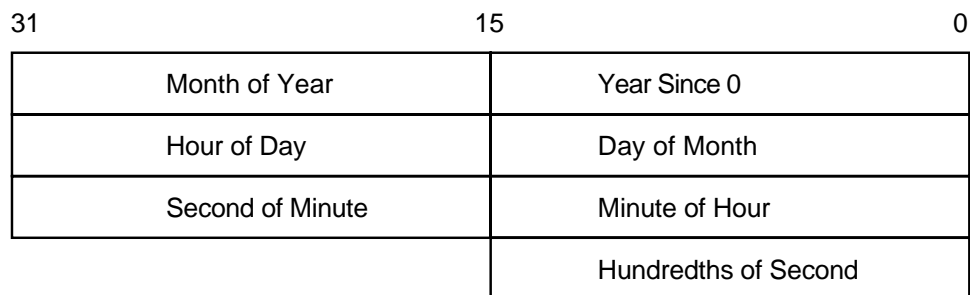 31 15 0
Month of Year Year Since 0
Hour of Day Day of Month
Second of Minute Minute of Hour
Hundredths of Second